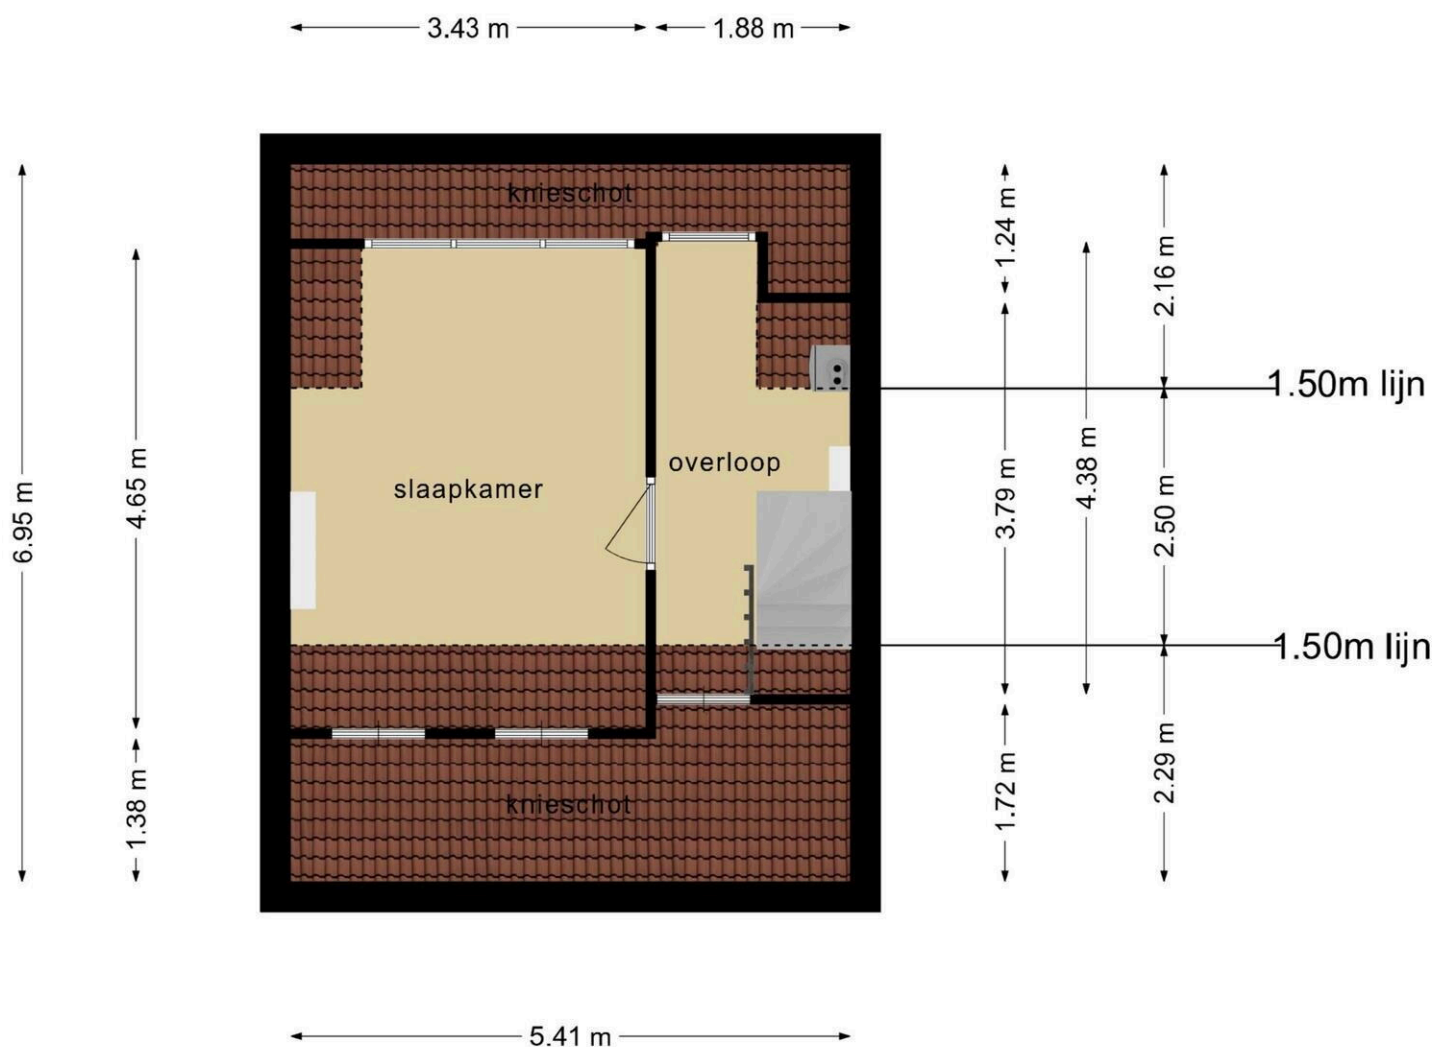 3.43 m
1.88 m
knieschot
1.24 m
2.16 m
1.50m lijn
4.38 m
overloop
slaapkamer
4.65 m
3.79 m
6.95 m
2.50 m
1.50m lijn
2.29 m
1.72 m
1.38 m
knieschot
5.41 m